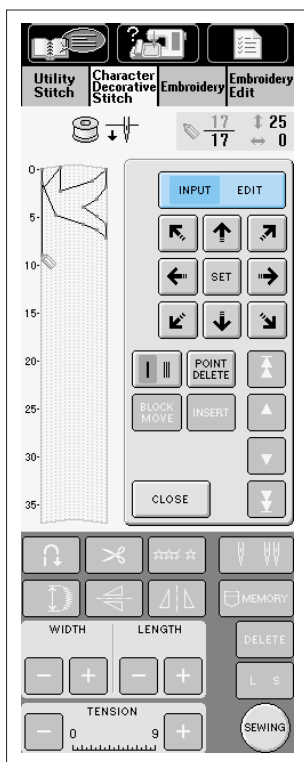 Utility Stitch
Character Decorative Stitch
Embroidery
Embroidery Edit
17
17
25
0
0-
5-
10-
15-
20-
25-
30-
35-
INPUT EDIT
SET
POINT DELETE
BLOCK MOVE
INSERT
CLOSE
MEMORY
WIDTH
LENGTH
DELETE
L S
TENSION
0 9
SEWING